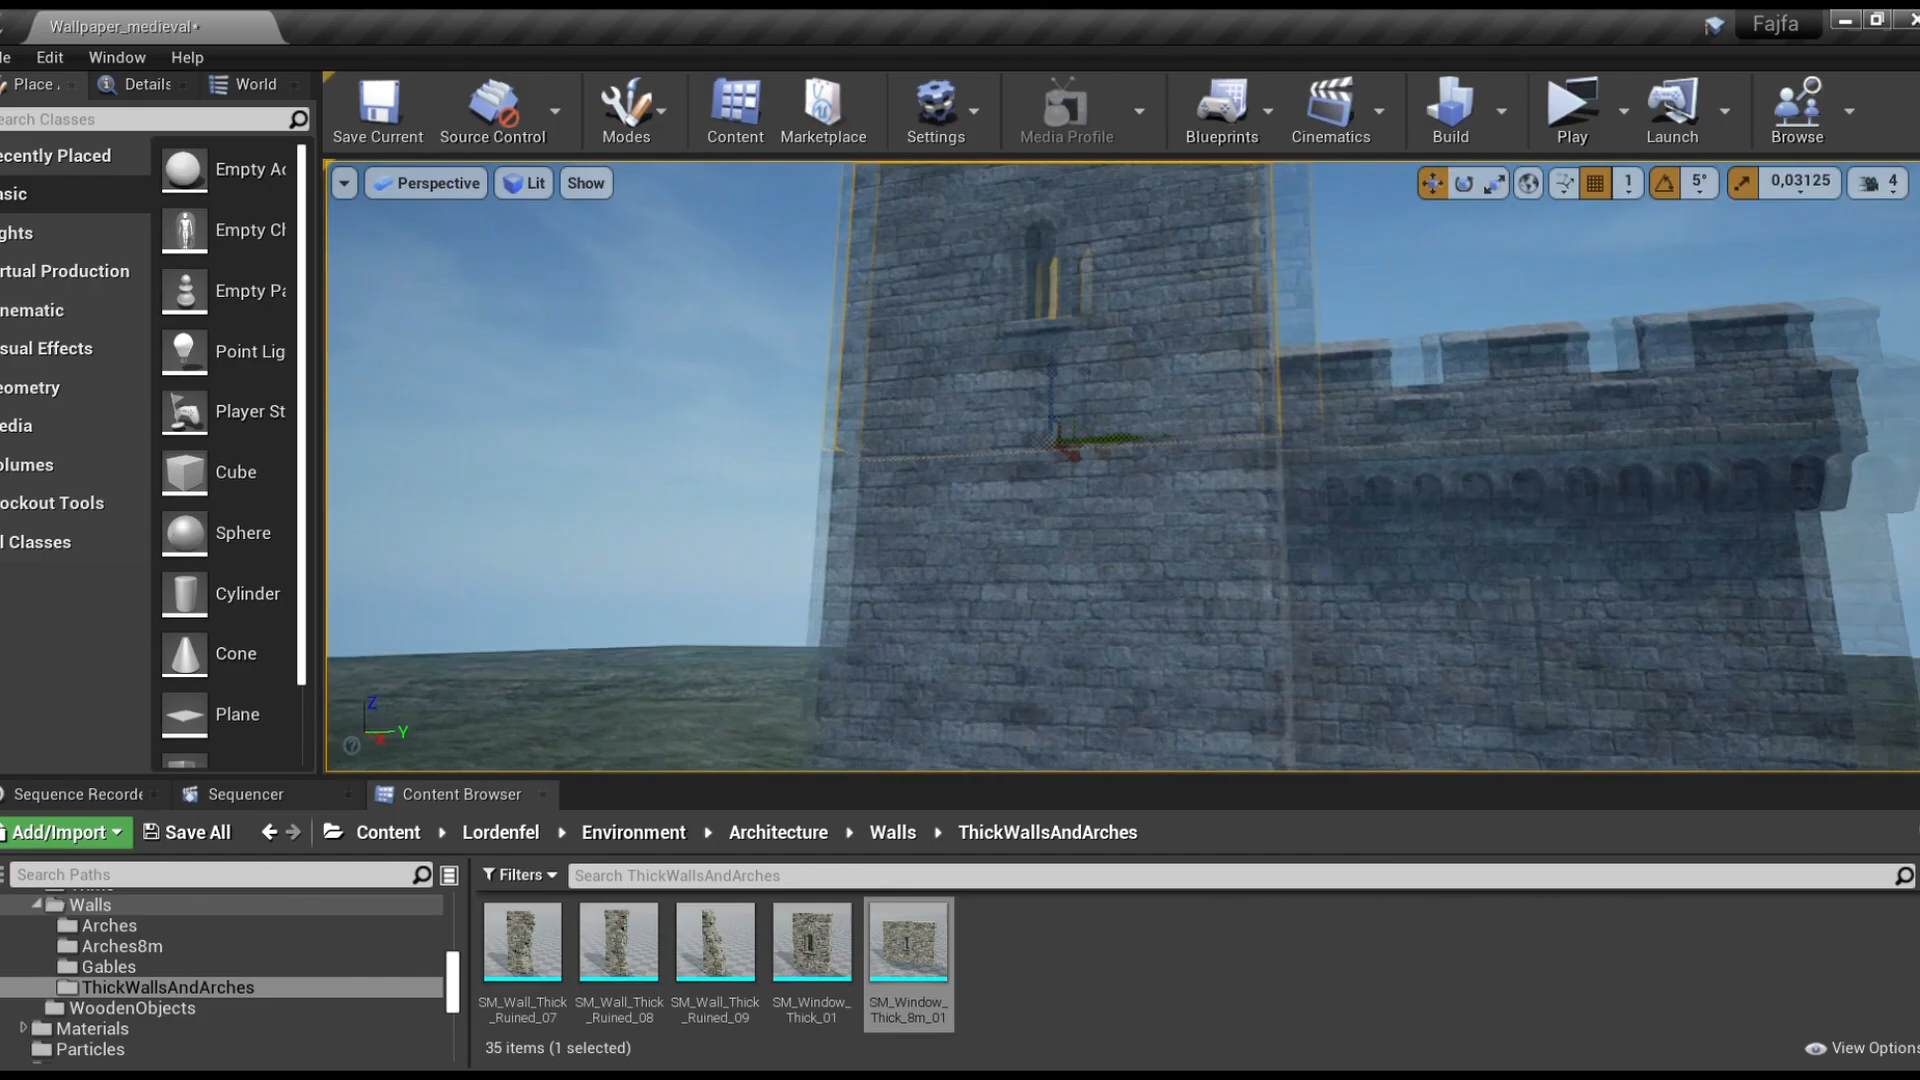 Wallpaper_medieval*
Fajfa
le Edit Window Help
Place Details World
earch Classes
ecently Placed
asic
ghts
rtual Production
nematic
sual Effects
eometry
edia
olumes
ockout Tools
l Classes
Empty Ac
Empty Ch
Empty Pa
Point Lig
Player St
Cube
Sphere
Cylinder
Cone
Plane
Save Current Source Control Modes Content Marketplace Settings Media Profile Blueprints Cinematics Build Play Launch Browse
Perspective Lit Show
1 5° 0,03125 4
Z
Y
X
Sequence Recorde Sequencer Content Browser
Add/Import Save All Content Lordenfel Environment Architecture Walls ThickWallsAndArches
Search Paths
Filters Search ThickWallsAndArches
Walls
Arches
Arches8m
Gables
ThickWallsAndArches
WoodenObjects
Materials
Particles
SM_Wall_Thick
_Ruined_07
SM_Wall_Thick
_Ruined_08
SM_Wall_Thick
_Ruined_09
SM_Window_
Thick_01
SM_Window_
Thick_8m_01
35 items (1 selected)
View Options